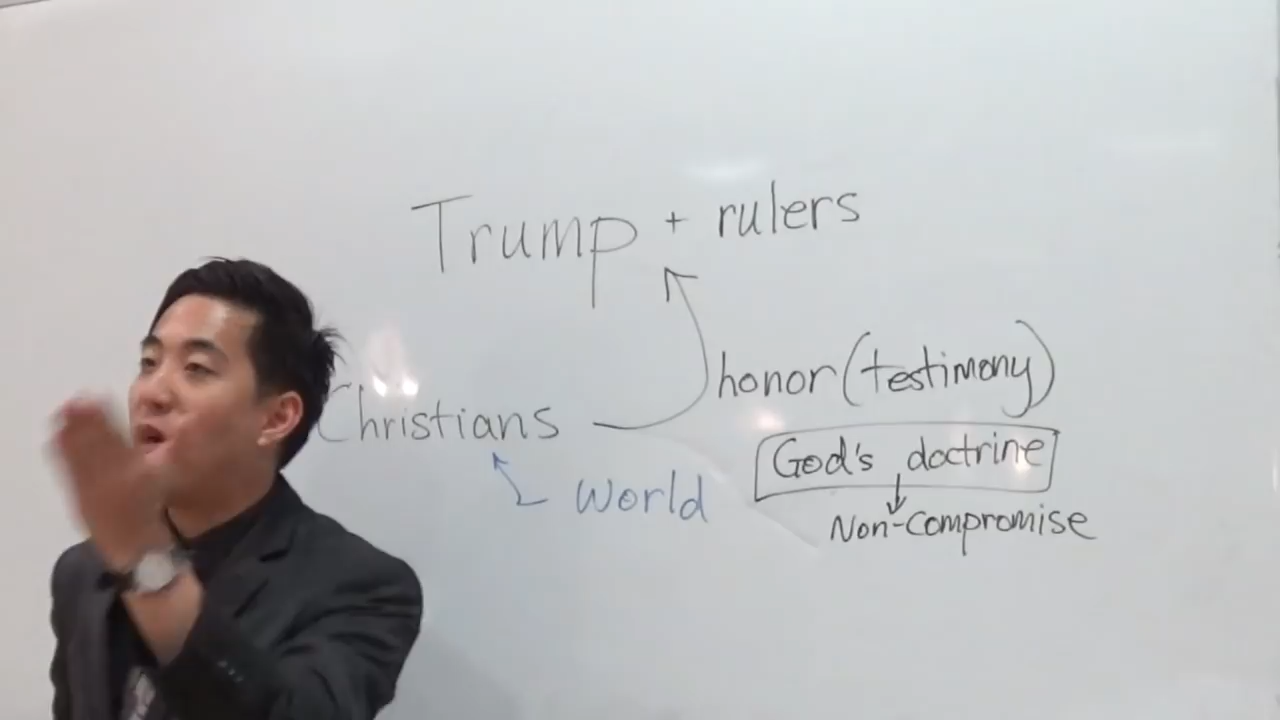 Trump + rulers
honor (testimony)
Christians
God's doctrine
world
Non-Compromise